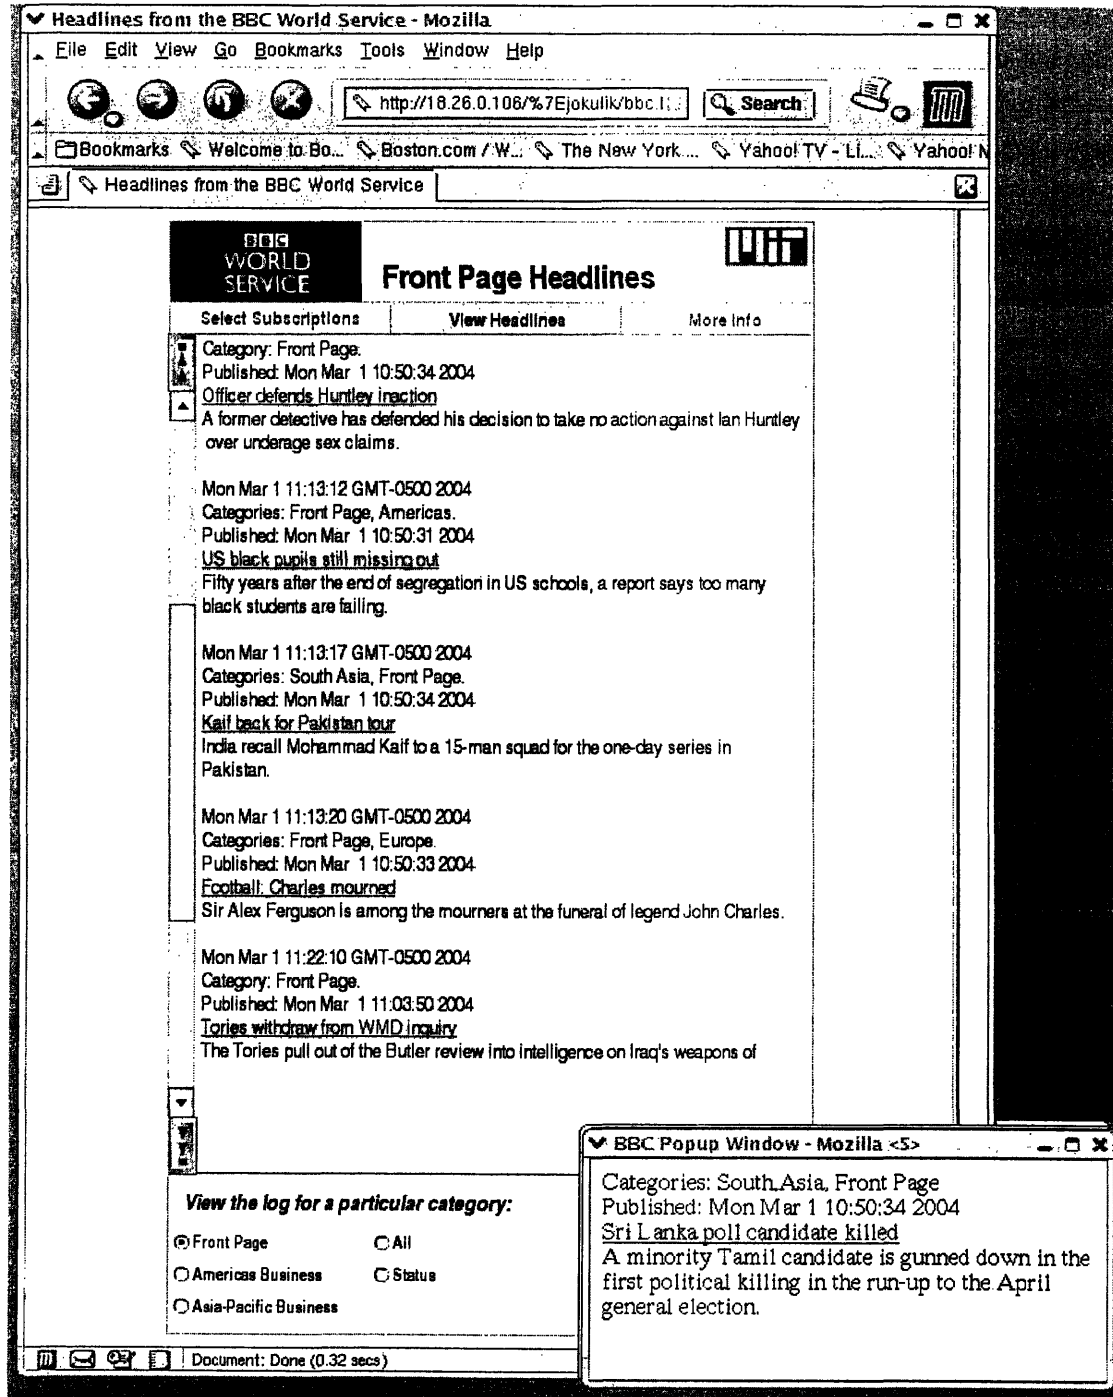 Headlines from the BBC World Service - Mozilla
File Edit View Go Bookmarks Tools Window Help
http://18.26.0.106/%7Ejokulik/bbc. Search
Bookmarks Welcome to Bo... Boston.com / W... The New York.... Yahoo! TV - Li... Yahoo! N
Headlines from the BBC World Service
BBC
WORLD
SERVICE
Front Page Headlines
Select Subscriptions View Headlines More Info
Category: Front Page.
Published: Mon Mar 1 10:50:34 2004
Officer defends Huntley inaction
A former detective has defended his decision to take no action against Ian Huntley
over underage sex claims.
Mon Mar 1 11:13:12 GMT-0500 2004
Categories: Front Page, Americas.
Published: Mon Mar 1 10:50:31 2004
US black pupils still missing out
Fifty years after the end of segregation in US schools, a report says too many
black students are failing.
Mon Mar 1 11:13:17 GMT-0500 2004
Categories: South Asia, Front Page.
Published: Mon Mar 1 10:50:34 2004
Kaif back for Pakistan tour
India recall Mohammad Kaif to a 15-man squad for the one-day series in
Pakistan.
Mon Mar 1 11:13:20 GMT-0500 2004
Categories: Front Page, Europe.
Published: Mon Mar 1 10:50:33 2004
Football: Charles mourned
Sir Alex Ferguson is among the mourners at the funeral of legend John Charles.
Mon Mar 1 11:22:10 GMT-0500 2004
Category: Front Page.
Published: Mon Mar 1 11:03:50 2004
Tories withdraw from WMD inquiry
The Tories pull out of the Butler review into intelligence on Iraq's weapons of
View the log for a particular category:
Front Page All
Americas Business Status
Asia-Pacific Business
Document: Done (0.32 secs)
BBC Popup Window - Mozilla <5>
Categories: South Asia, Front Page
Published: Mon Mar 1 10:50:34 2004
Sri Lanka poll candidate killed
A minority Tamil candidate is gunned down in the
first political killing in the run-up to the April
general election.